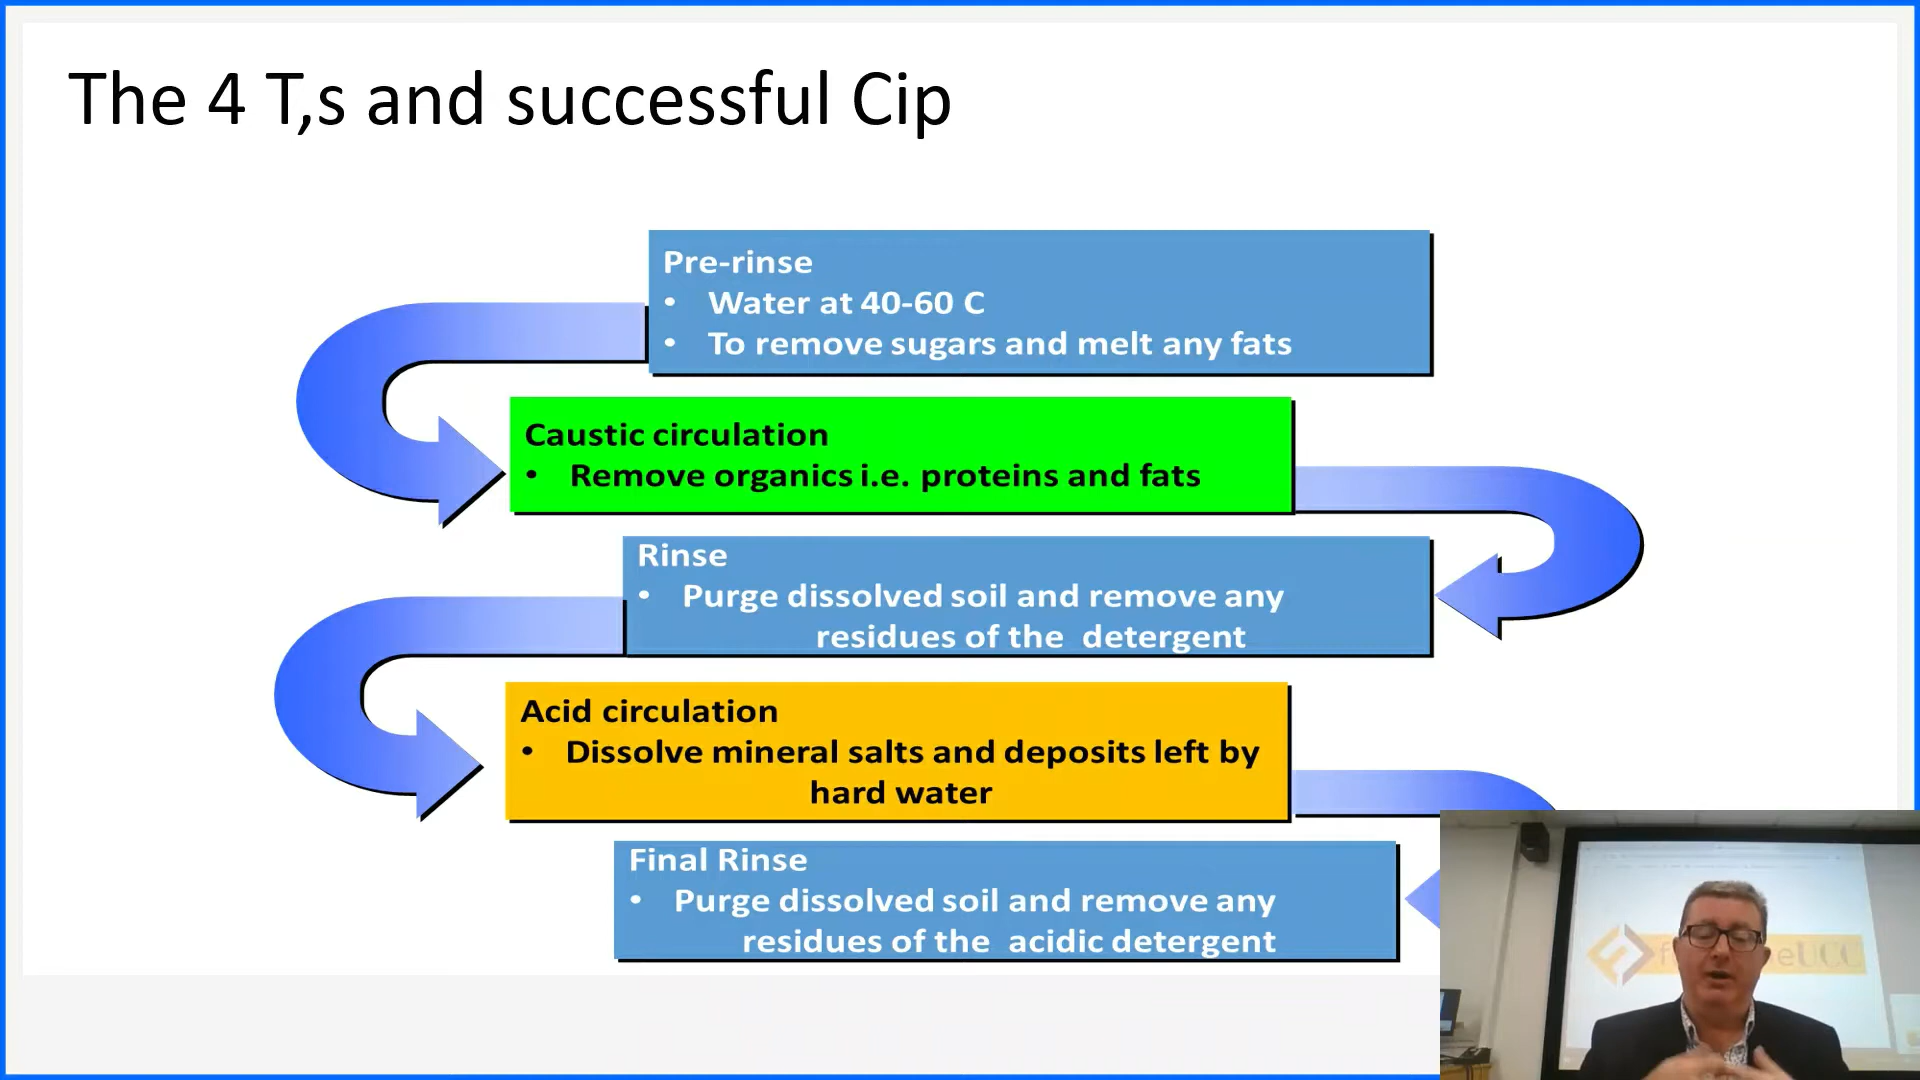 The 4 T,s and successful Cip
Pre-rinse
• Water at 40-60 C
• To remove sugars and melt any fats
Caustic circulation
• Remove organics i.e. proteins and fats
Rinse
• Purge dissolved soil and remove any
residues of the detergent
Acid circulation
• Dissolve mineral salts and deposits left by
hard water
Final Rinse
• Purge dissolved soil and remove any
residues of the acidic detergent
UCC